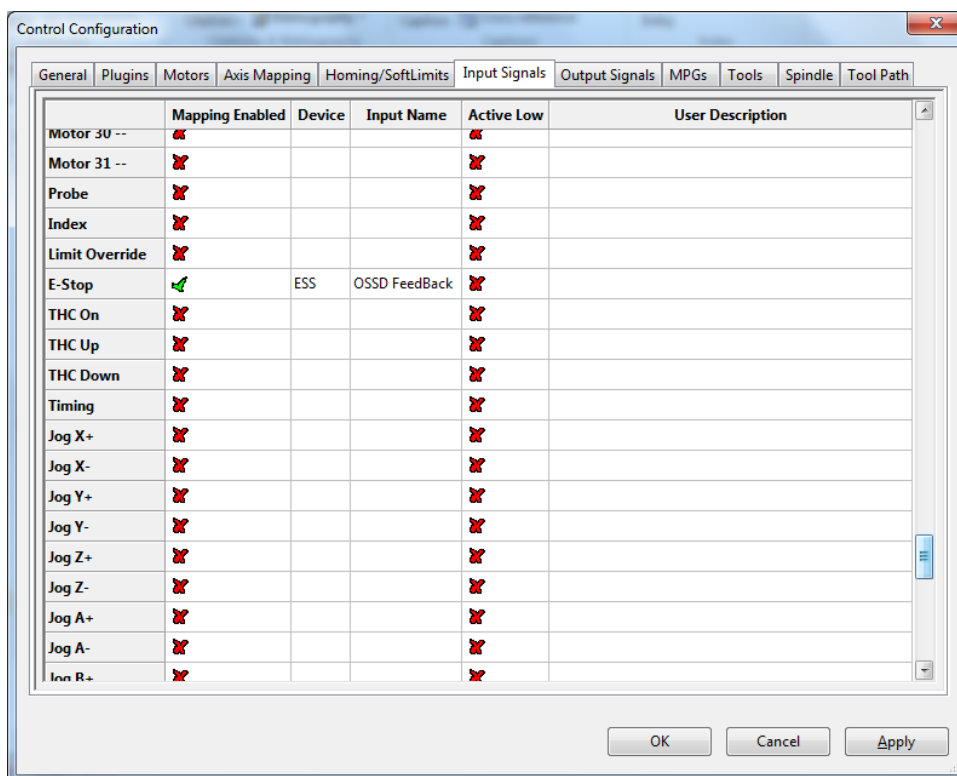 Control Configuration
General Plugins Motors Axis Mapping Homing/SoftLimits Input Signals Output Signals MPGs Tools Spindle Tool Path
Mapping Enabled Device Input Name Active Low User Description
Motor 30 --
Motor 31 --
Probe
Index
Limit Override
E-Stop ESS OSSD FeedBack
THC On
THC Up
THC Down
Timing
Jog X+
Jog X-
Jog Y+
Jog Y-
Jog Z+
Jog Z-
Jog A+
Jog A-
Jog B+
OK Cancel Apply